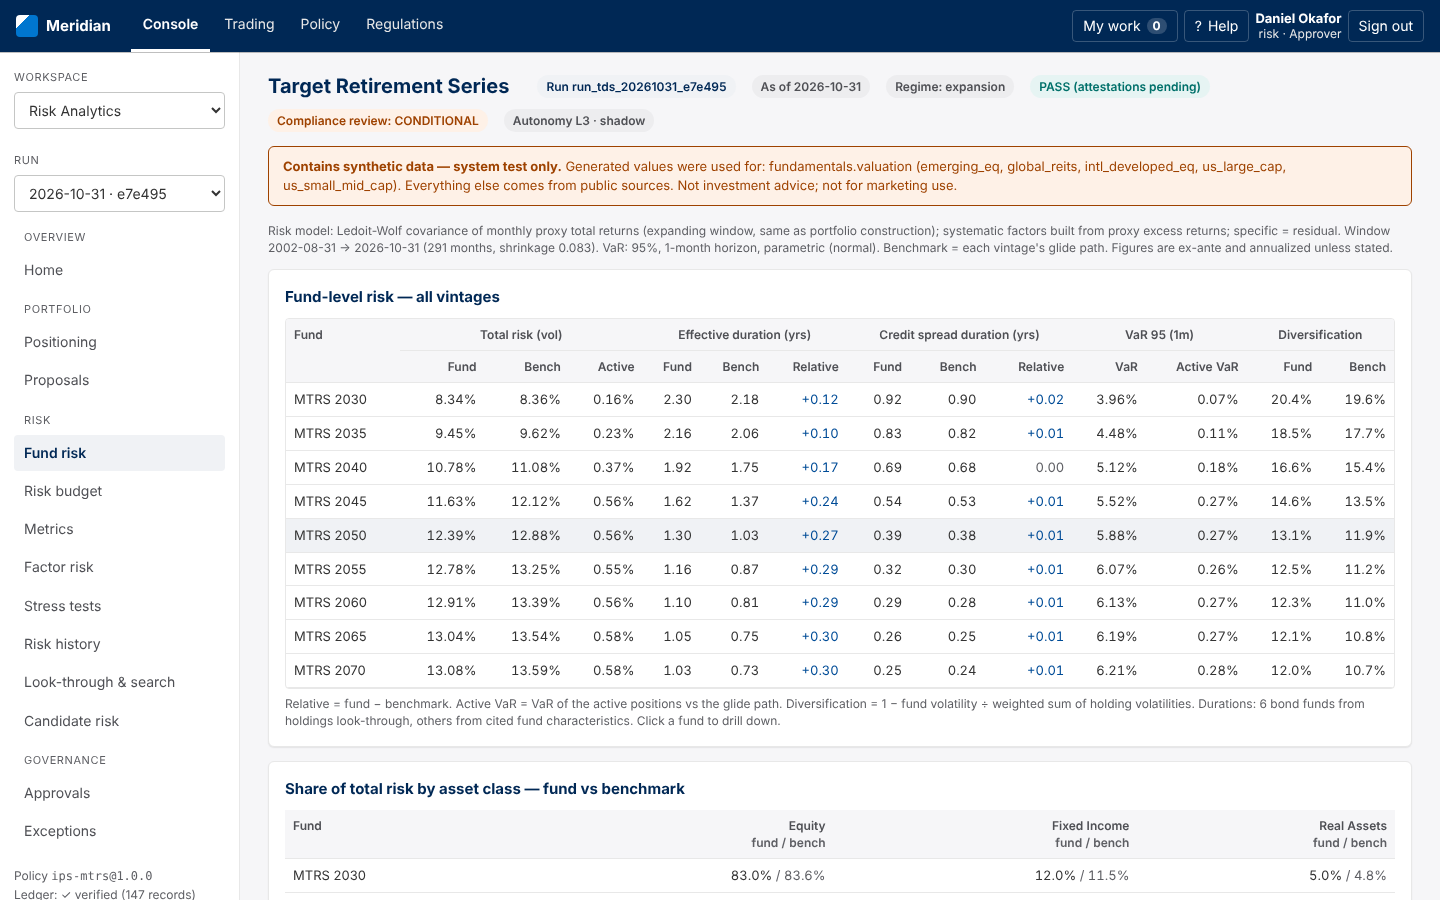 Meridian
Console
Trading
Policy
Regulations
My work 0
? Help
Daniel Okafor
risk · Approver
Sign out
WORKSPACE
Risk Analytics
RUN
2026-10-31 · e7e495
OVERVIEW
Home
PORTFOLIO
Positioning
Proposals
RISK
Fund risk
Risk budget
Metrics
Factor risk
Stress tests
Risk history
Look-through & search
Candidate risk
GOVERNANCE
Approvals
Exceptions
Policy ips-mtrs@1.0.0
Ledger: ✓ verified (147 records)
Target Retirement Series
Run run_tds_20261031_e7e495
As of 2026-10-31
Regime: expansion
PASS (attestations pending)
Compliance review: CONDITIONAL
Autonomy L3 · shadow
Contains synthetic data — system test only. Generated values were used for: fundamentals.valuation (emerging_eq, global_reits, intl_developed_eq, us_large_cap,
us_small_mid_cap). Everything else comes from public sources. Not investment advice; not for marketing use.
Risk model: Ledoit-Wolf covariance of monthly proxy total returns (expanding window, same as portfolio construction); systematic factors built from proxy excess returns; specific = residual. Window
2002-08-31 → 2026-10-31 (291 months, shrinkage 0.083). VaR: 95%, 1-month horizon, parametric (normal). Benchmark = each vintage's glide path. Figures are ex-ante and annualized unless stated.
Fund-level risk — all vintages
Fund Total risk (vol) Effective duration (yrs) Credit spread duration (yrs) VaR 95 (1m) Diversification
Fund Bench Active Fund Bench Relative Fund Bench Relative VaR Active VaR Fund Bench
MTRS 2030 8.34% 8.36% 0.16% 2.30 2.18 +0.12 0.92 0.90 +0.02 3.96% 0.07% 20.4% 19.6%
MTRS 2035 9.45% 9.62% 0.23% 2.16 2.06 +0.10 0.83 0.82 +0.01 4.48% 0.11% 18.5% 17.7%
MTRS 2040 10.78% 11.08% 0.37% 1.92 1.75 +0.17 0.69 0.68 0.00 5.12% 0.18% 16.6% 15.4%
MTRS 2045 11.63% 12.12% 0.56% 1.62 1.37 +0.24 0.54 0.53 +0.01 5.52% 0.27% 14.6% 13.5%
MTRS 2050 12.39% 12.88% 0.56% 1.30 1.03 +0.27 0.39 0.38 +0.01 5.88% 0.27% 13.1% 11.9%
MTRS 2055 12.78% 13.25% 0.55% 1.16 0.87 +0.29 0.32 0.30 +0.01 6.07% 0.26% 12.5% 11.2%
MTRS 2060 12.91% 13.39% 0.56% 1.10 0.81 +0.29 0.29 0.28 +0.01 6.13% 0.27% 12.3% 11.0%
MTRS 2065 13.04% 13.54% 0.58% 1.05 0.75 +0.30 0.26 0.25 +0.01 6.19% 0.27% 12.1% 10.8%
MTRS 2070 13.08% 13.59% 0.58% 1.03 0.73 +0.30 0.25 0.24 +0.01 6.21% 0.28% 12.0% 10.7%
Relative = fund − benchmark. Active VaR = VaR of the active positions vs the glide path. Diversification = 1 − fund volatility ÷ weighted sum of holding volatilities. Durations: 6 bond funds from
holdings look-through, others from cited fund characteristics. Click a fund to drill down.
Share of total risk by asset class — fund vs benchmark
Fund Equity Fixed Income Real Assets
fund / bench fund / bench fund / bench
MTRS 2030 83.0% / 83.6% 12.0% / 11.5% 5.0% / 4.8%